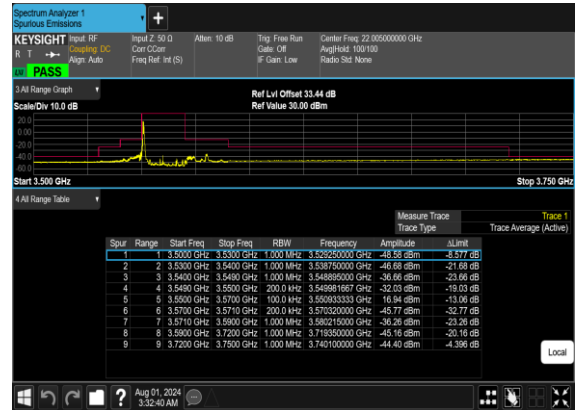 Spectrum Analyzer 1
Spurious Emissions
+
KEYSIGHT Input: RF Input Z: 50 Ω Atten: 10 dB Trig: Free Run Center Freq: 22.005000000 GHz
R T Coupling: DC Corr CCorr Gate: Off Avg|Hold: 100/100
Align: Auto Freq Ref: Int (S) IF Gain: Low Radio Std: None
LXI PASS
3 All Range Graph
Ref Lvl Offset 33.44 dB
Scale/Div 10.0 dB Ref Value 30.00 dBm
20.0
0.00
-20.0
-40.0
-60.0
Start 3.500 GHz Stop 3.750 GHz
4 All Range Table
Measure Trace Trace 1
Trace Type Trace Average (Active)
Spur Range Start Freq Stop Freq RBW Frequency Amplitude ΔLimit
1 1 3.5000 GHz 3.5300 GHz 1.000 MHz 3.529250000 GHz -48.58 dBm -8.577 dB
2 2 3.5300 GHz 3.5400 GHz 1.000 MHz 3.538750000 GHz -46.68 dBm -21.68 dB
3 3 3.5400 GHz 3.5490 GHz 1.000 MHz 3.548895000 GHz -36.66 dBm -23.66 dB
4 4 3.5490 GHz 3.5500 GHz 200.0 kHz 3.549981667 GHz -32.03 dBm -19.03 dB
5 5 3.5500 GHz 3.5700 GHz 100.0 kHz 3.550933333 GHz 16.94 dBm -13.06 dB
6 6 3.5700 GHz 3.5710 GHz 200.0 kHz 3.570320000 GHz -45.77 dBm -32.77 dB
7 7 3.5710 GHz 3.5900 GHz 1.000 MHz 3.580215000 GHz -36.26 dBm -23.26 dB
8 8 3.5900 GHz 3.7200 GHz 1.000 MHz 3.719350000 GHz -45.16 dBm -20.16 dB
9 9 3.7200 GHz 3.7500 GHz 1.000 MHz 3.740100000 GHz -44.40 dBm -4.396 dB
Local
? Aug 01, 2024
3:32:40 AM